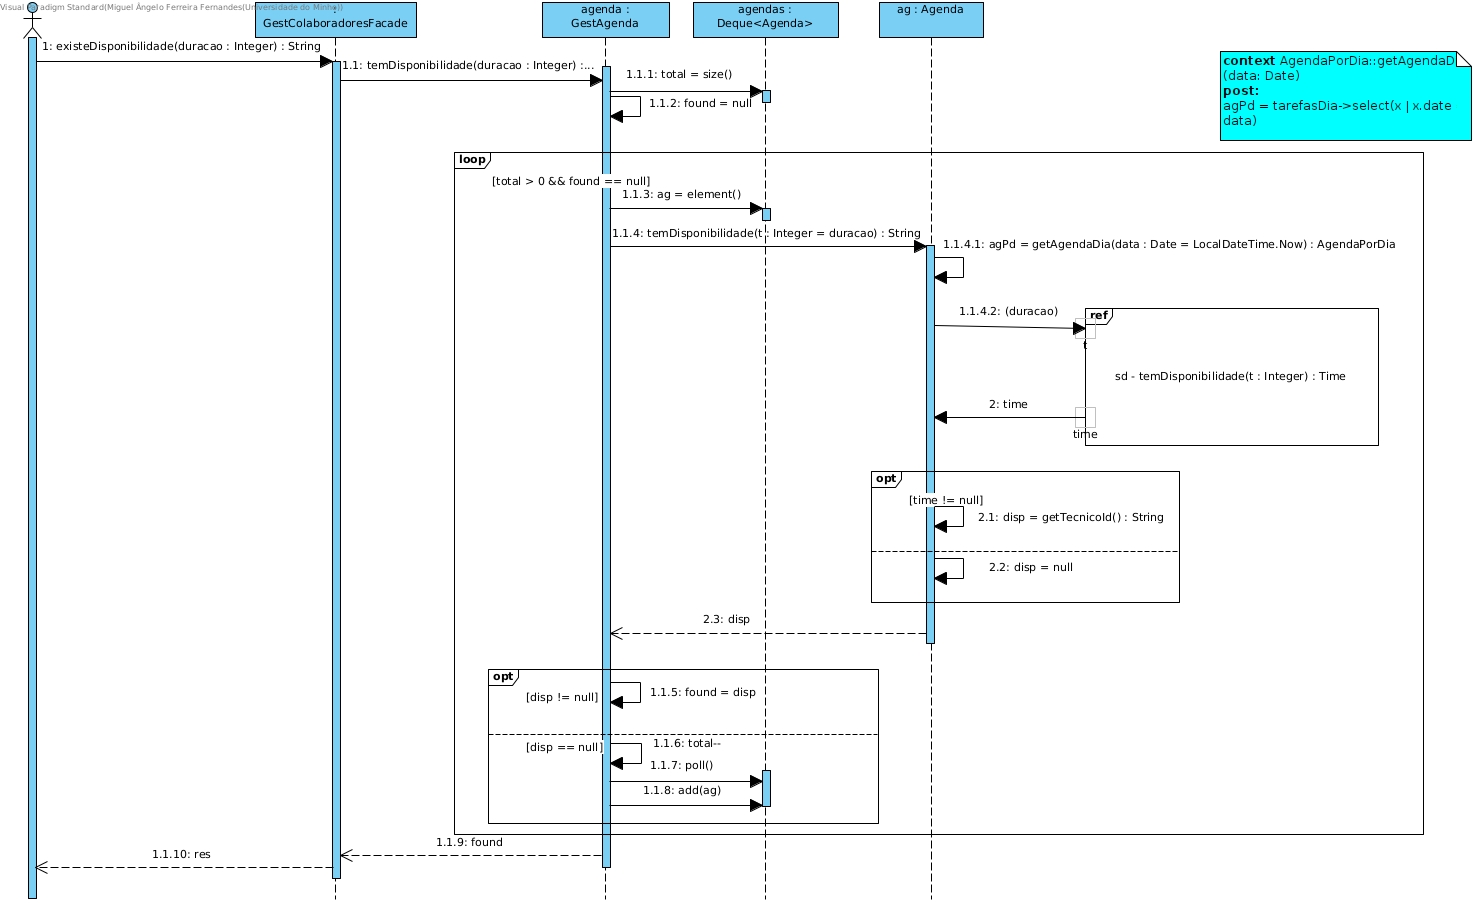 Visual Paradigm Standard(Miguel Ângelo Ferreira Fernandes(Universidade do Minho))
:
GestColaboradoresFacade
agenda :
GestAgenda
agendas :
Deque<Agenda>
ag : Agenda
1: existeDisponibilidade(duracao : Integer) : String
1.1: temDisponibilidade(duracao : Integer) :...
1.1.1: total = size()
1.1.2: found = null
context AgendaPorDia::getAgendaD
(data: Date)
post:
agPd = tarefasDia->select(x | x.date
data)
loop
[total > 0 && found == null]
1.1.3: ag = element()
1.1.4: temDisponibilidade(t : Integer = duracao) : String
1.1.4.1: agPd = getAgendaDia(data : Date = LocalDateTime.Now) : AgendaPorDia
1.1.4.2: (duracao)
ref
t
sd - temDisponibilidade(t : Integer) : Time
2: time
time
opt
[time != null]
2.1: disp = getTecnicoId() : String
2.2: disp = null
2.3: disp
opt
[disp != null]
1.1.5: found = disp
[disp == null]
1.1.6: total--
1.1.7: poll()
1.1.8: add(ag)
1.1.9: found
1.1.10: res